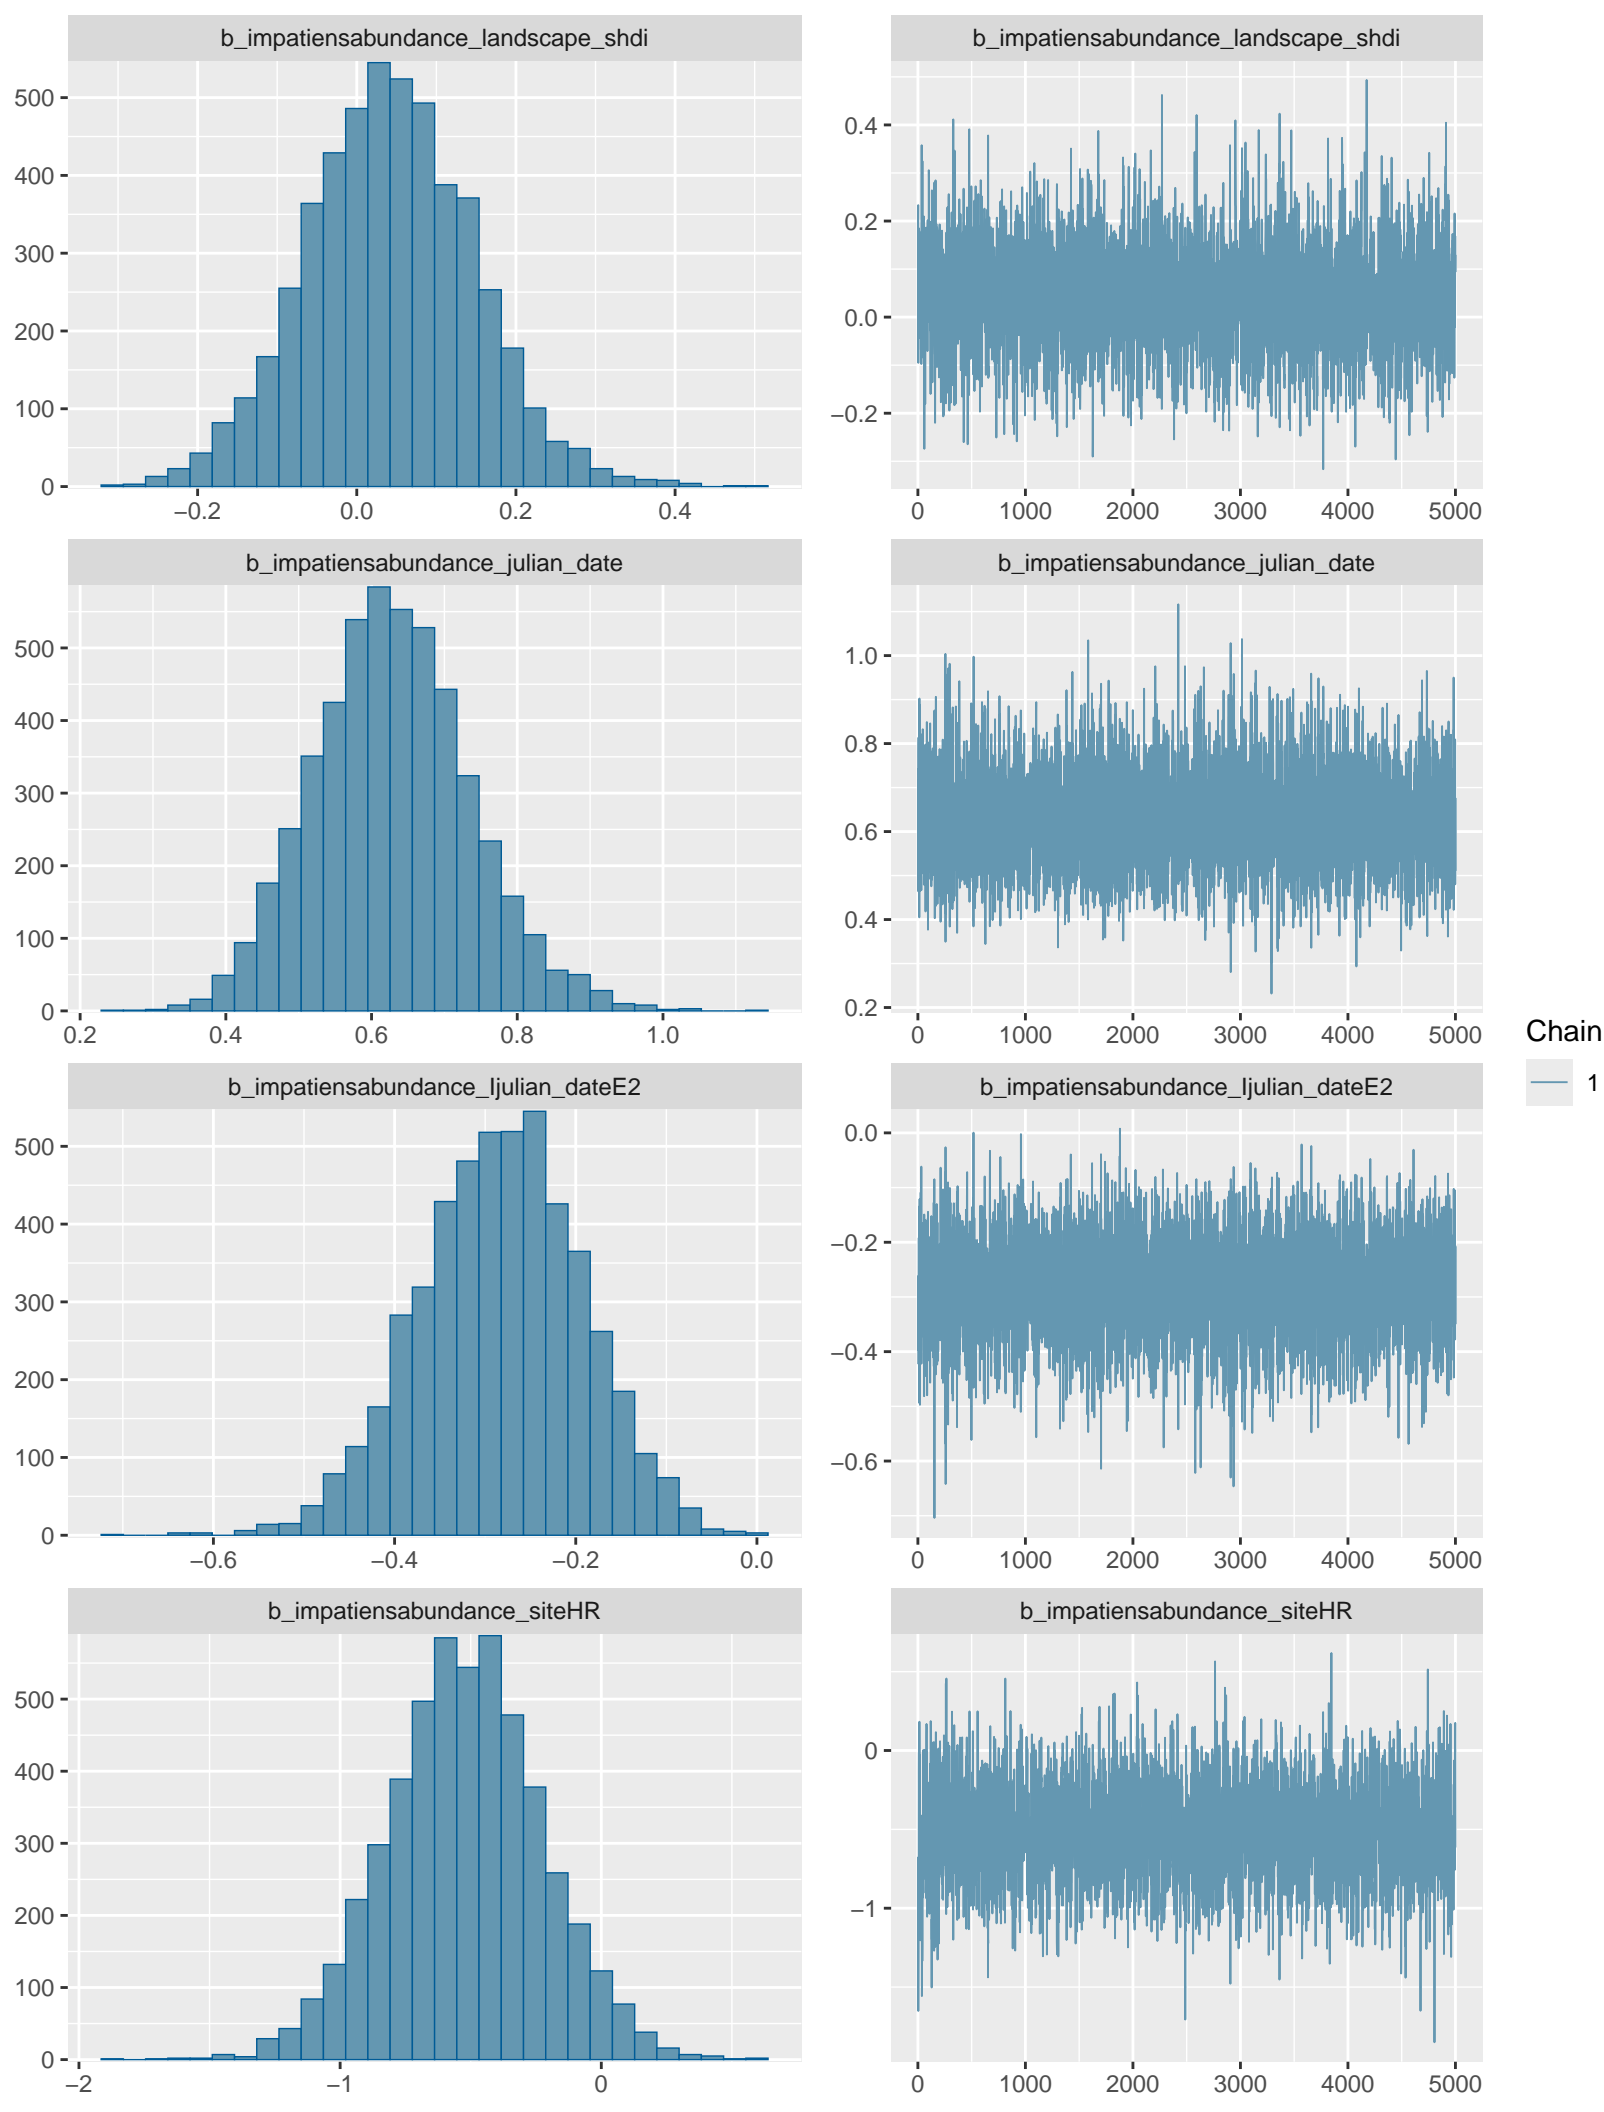 b_impatiensabundance_landscape_shdi
500
400
300
200
100
0
−0.2 0.0 0.2 0.4
b_impatiensabundance_landscape_shdi
0.4
0.2
0.0
−0.2
0 1000 2000 3000 4000 5000
b_impatiensabundance_julian_date
500
400
300
200
100
0
0.2 0.4 0.6 0.8 1.0
b_impatiensabundance_julian_date
1.0
0.8
0.6
0.4
0.2
0 1000 2000 3000 4000 5000
b_impatiensabundance_Ijulian_dateE2
500
400
300
200
100
0
−0.6 −0.4 −0.2 0.0
b_impatiensabundance_Ijulian_dateE2
0.0
−0.2
−0.4
−0.6
0 1000 2000 3000 4000 5000
b_impatiensabundance_siteHR
500
400
300
200
100
0
−2 −1 0
b_impatiensabundance_siteHR
0
−1
0 1000 2000 3000 4000 5000
Chain
1